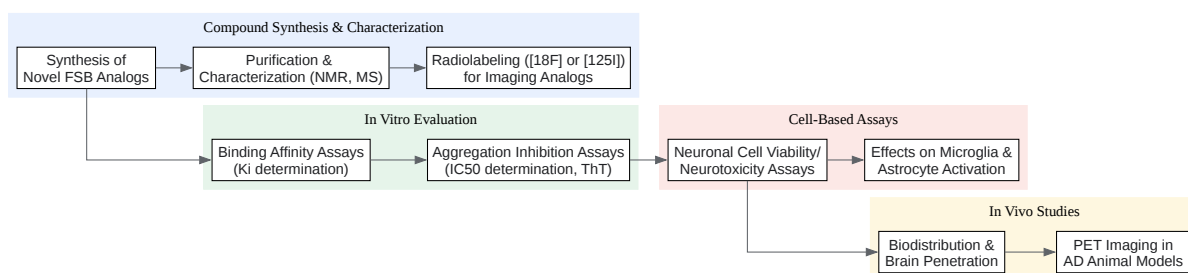 Compound Synthesis & Characterization
Synthesis of
Novel FSB Analogs
Purification &
Characterization (NMR, MS)
Radiolabeling ([18F] or [125I])
for Imaging Analogs
In Vitro Evaluation
Binding Affinity Assays
(Ki determination)
Aggregation Inhibition Assays
(IC50 determination, ThT)
Cell-Based Assays
Neuronal Cell Viability/
Neurotoxicity Assays
Effects on Microglia &
Astrocyte Activation
In Vivo Studies
Biodistribution &
Brain Penetration
PET Imaging in
AD Animal Models